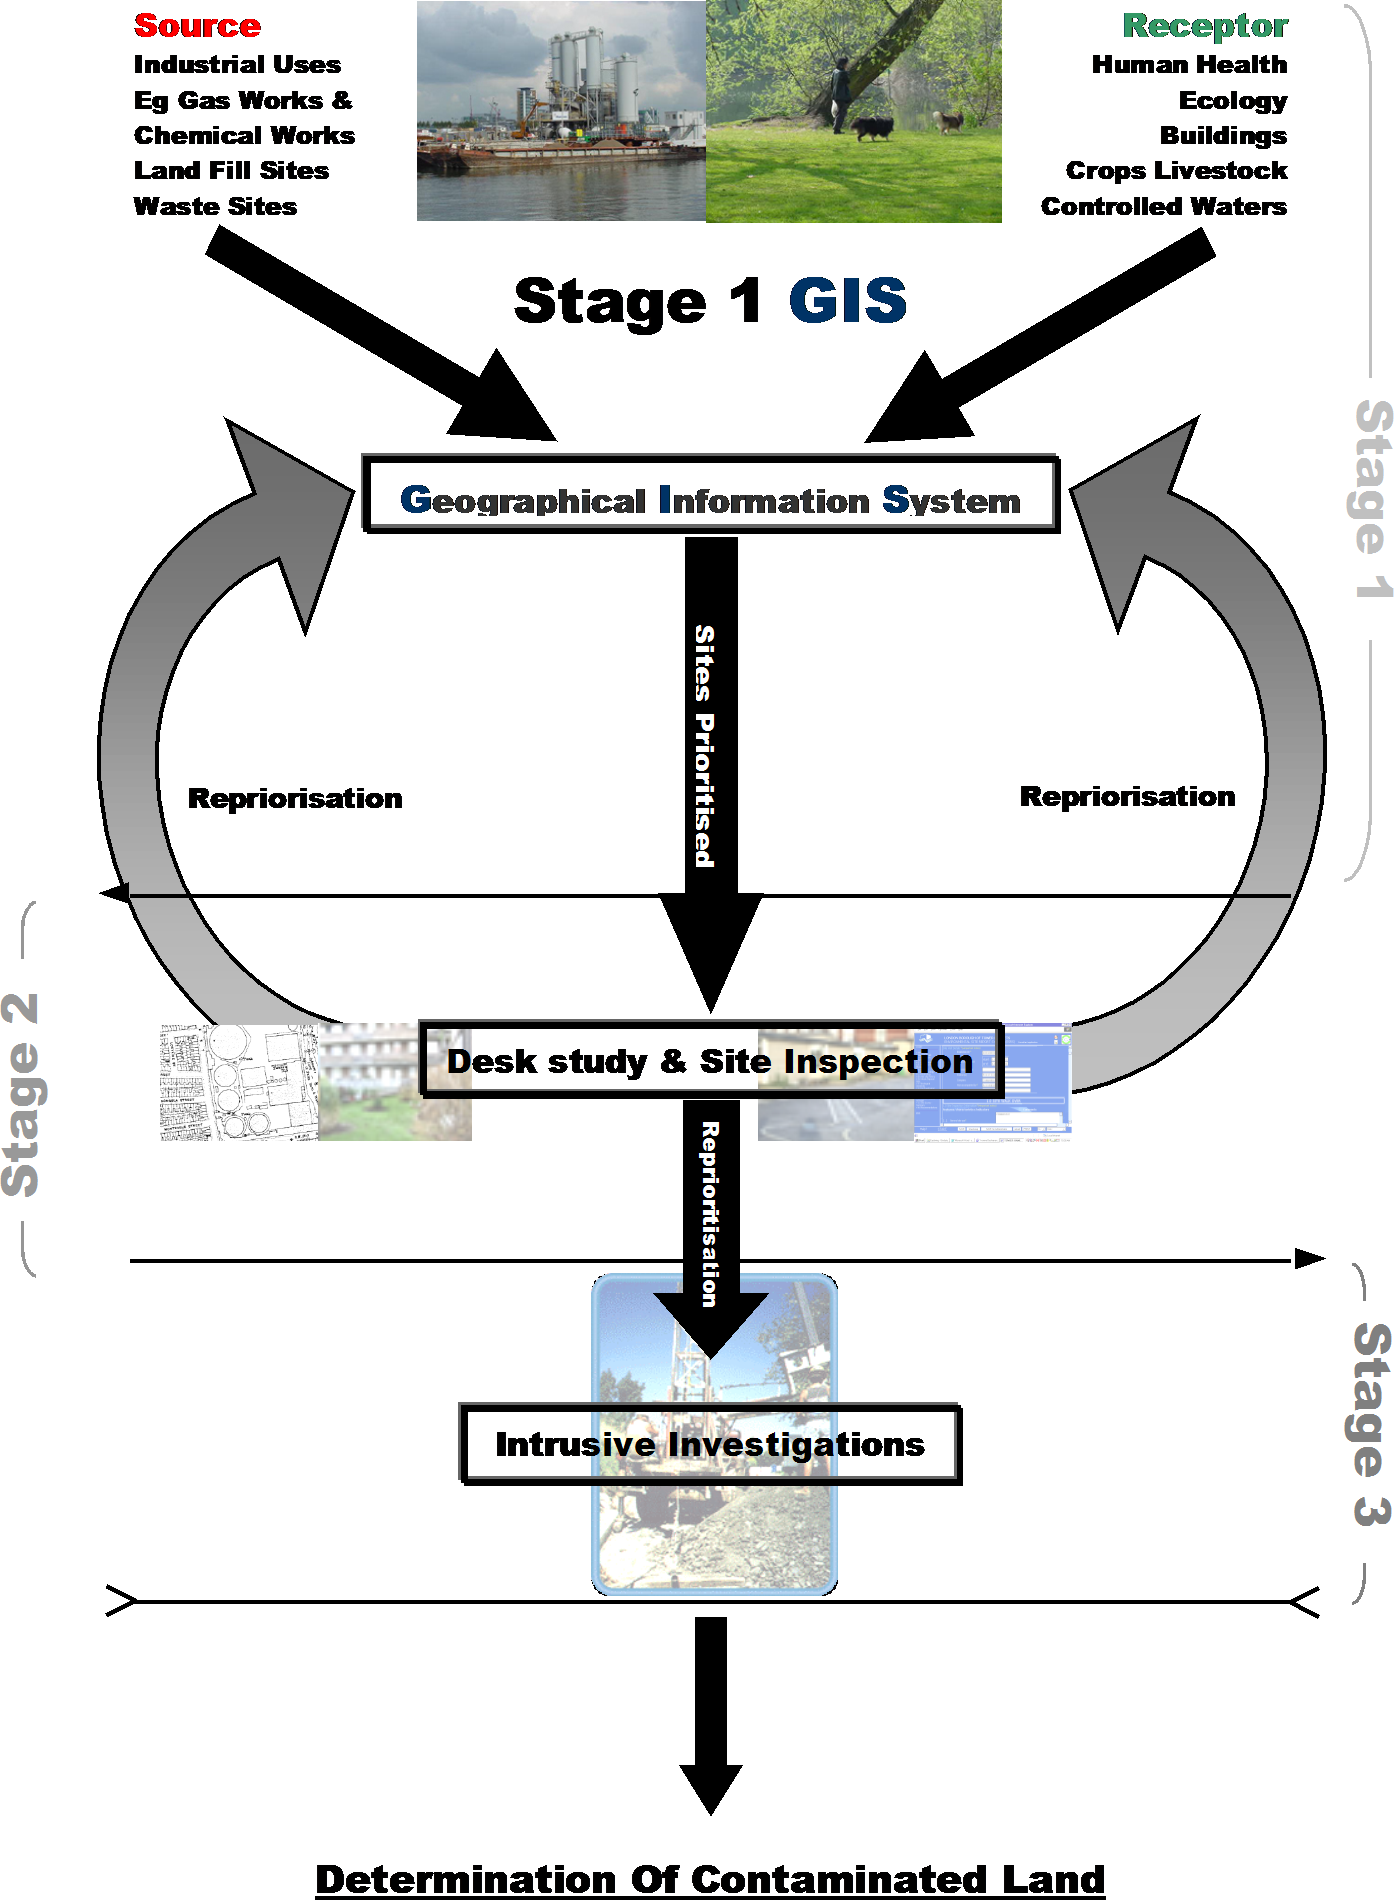 Source
Industrial Uses
Eg Gas Works &
Chemical Works
Land Fill Sites
Waste Sites
Receptor
Human Health
Ecology
Buildings
Crops Livestock
Controlled Waters
Stage 1 GIS
Stage 1
Geographical Information System
Sites Prioritised
Repriorisation
Repriorisation
Stage 2
Desk study & Site Inspection
Reprioritisation
Stage 3
Intrusive Investigations
Determination Of Contaminated Land